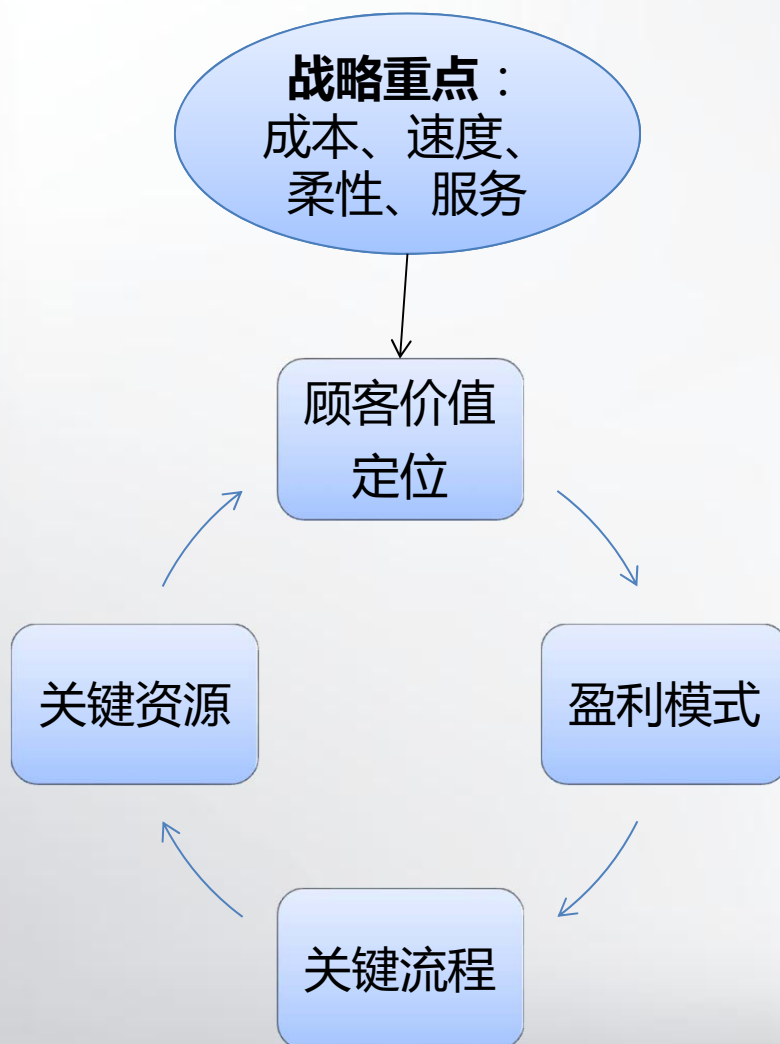 战略重点：
成本、速度、
柔性、服务
顾客价值
定位
关键资源
盈利模式
关键流程